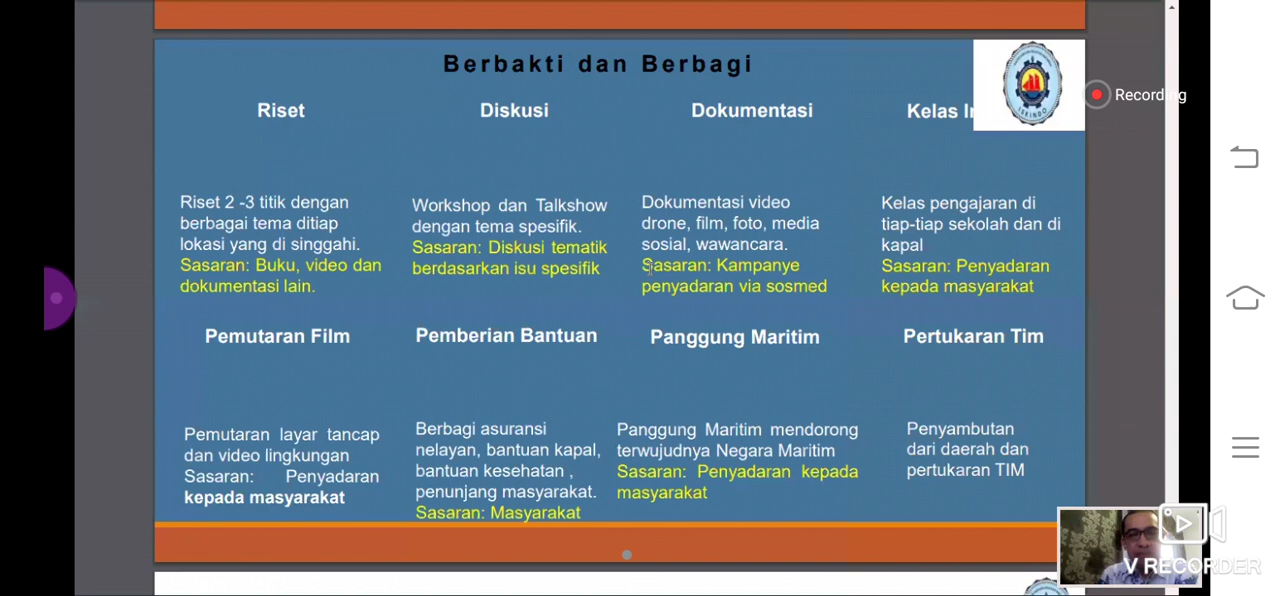 Berbakti dan Berbagi
Recording
ISKINDO
Riset
Riset 2 -3 titik dengan
berbagai tema ditiap
lokasi yang di singgahi.
Sasaran: Buku, video dan
dokumentasi lain.
Diskusi
Workshop dan Talkshow
dengan tema spesifik.
Sasaran: Diskusi tematik
berdasarkan isu spesifik
Dokumentasi
Dokumentasi video
drone, film, foto, media
sosial, wawancara.
Sasaran: Kampanye
penyadaran via sosmed
Kelas
Kelas pengajaran di
tiap-tiap sekolah dan di
kapal
Sasaran: Penyadaran
kepada masyarakat
Pemutaran Film
Pemutaran layar tancap
dan video lingkungan
Sasaran: Penyadaran
kepada masyarakat
Pemberian Bantuan
Berbagi asuransi
nelayan, bantuan kapal,
bantuan kesehatan ,
penunjang masyarakat.
Sasaran: Masyarakat
Panggung Maritim
Panggung Maritim mendorong
terwujudnya Negara Maritim
Sasaran: Penyadaran kepada
masyarakat
Pertukaran Tim
Penyambutan
dari daerah dan
pertukaran TIM
V RECORDER